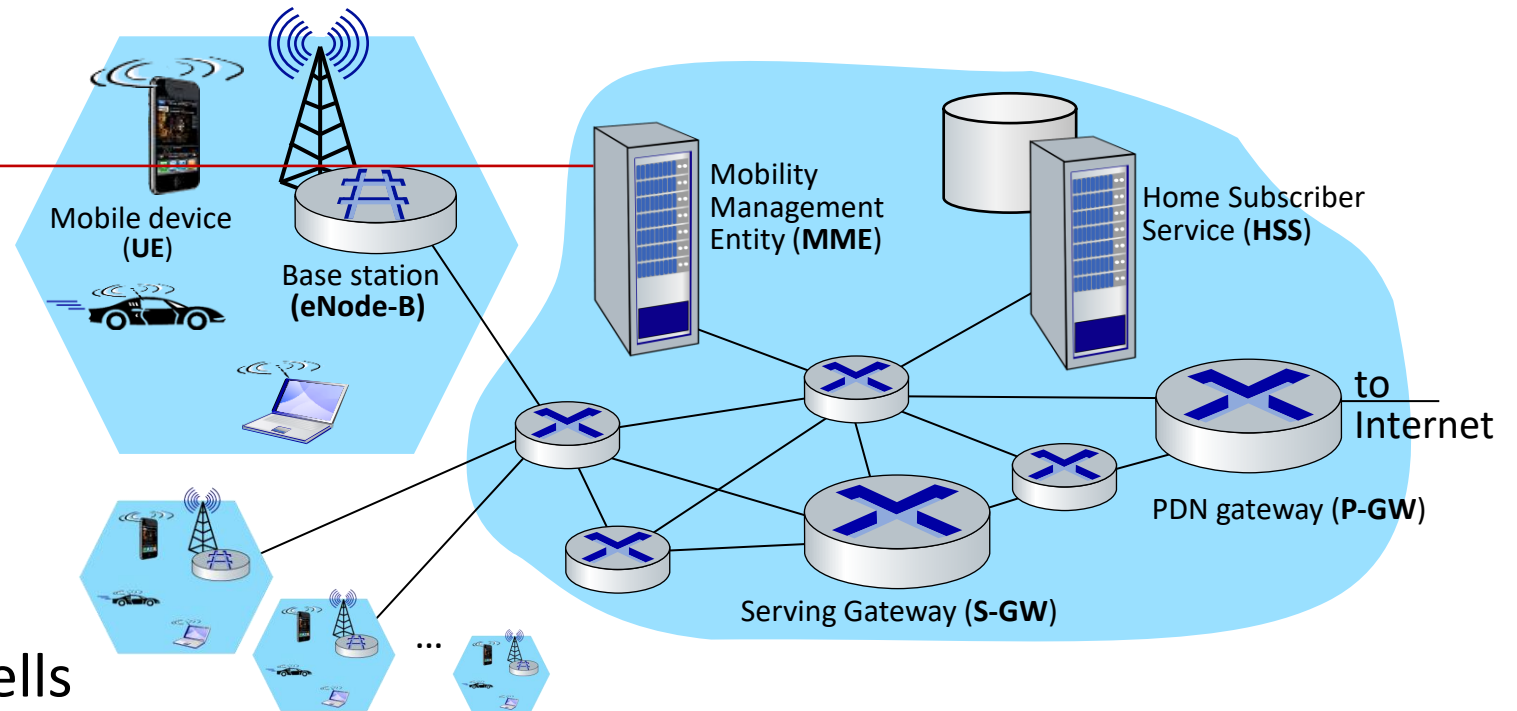 Mobile device
(UE)
Base station
(eNode-B)
Mobility
Management
Entity (MME)
Home Subscriber
Service (HSS)
to
Internet
PDN gateway (P-GW)
Serving Gateway (S-GW)
...
ells